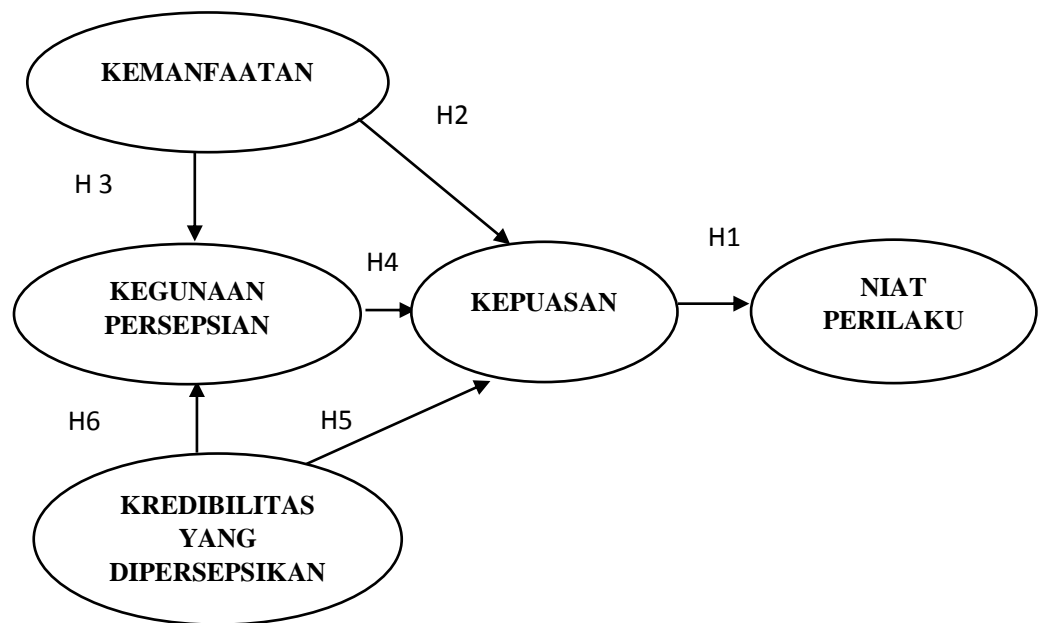 KEMANFAATAN
H2
H 3
H1
H4
KEGUNAAN
PERSEPSIAN
KEPUASAN
NIAT
PERILAKU
H6
H5
KREDIBILITAS
YANG
DIPERSEPSIKAN